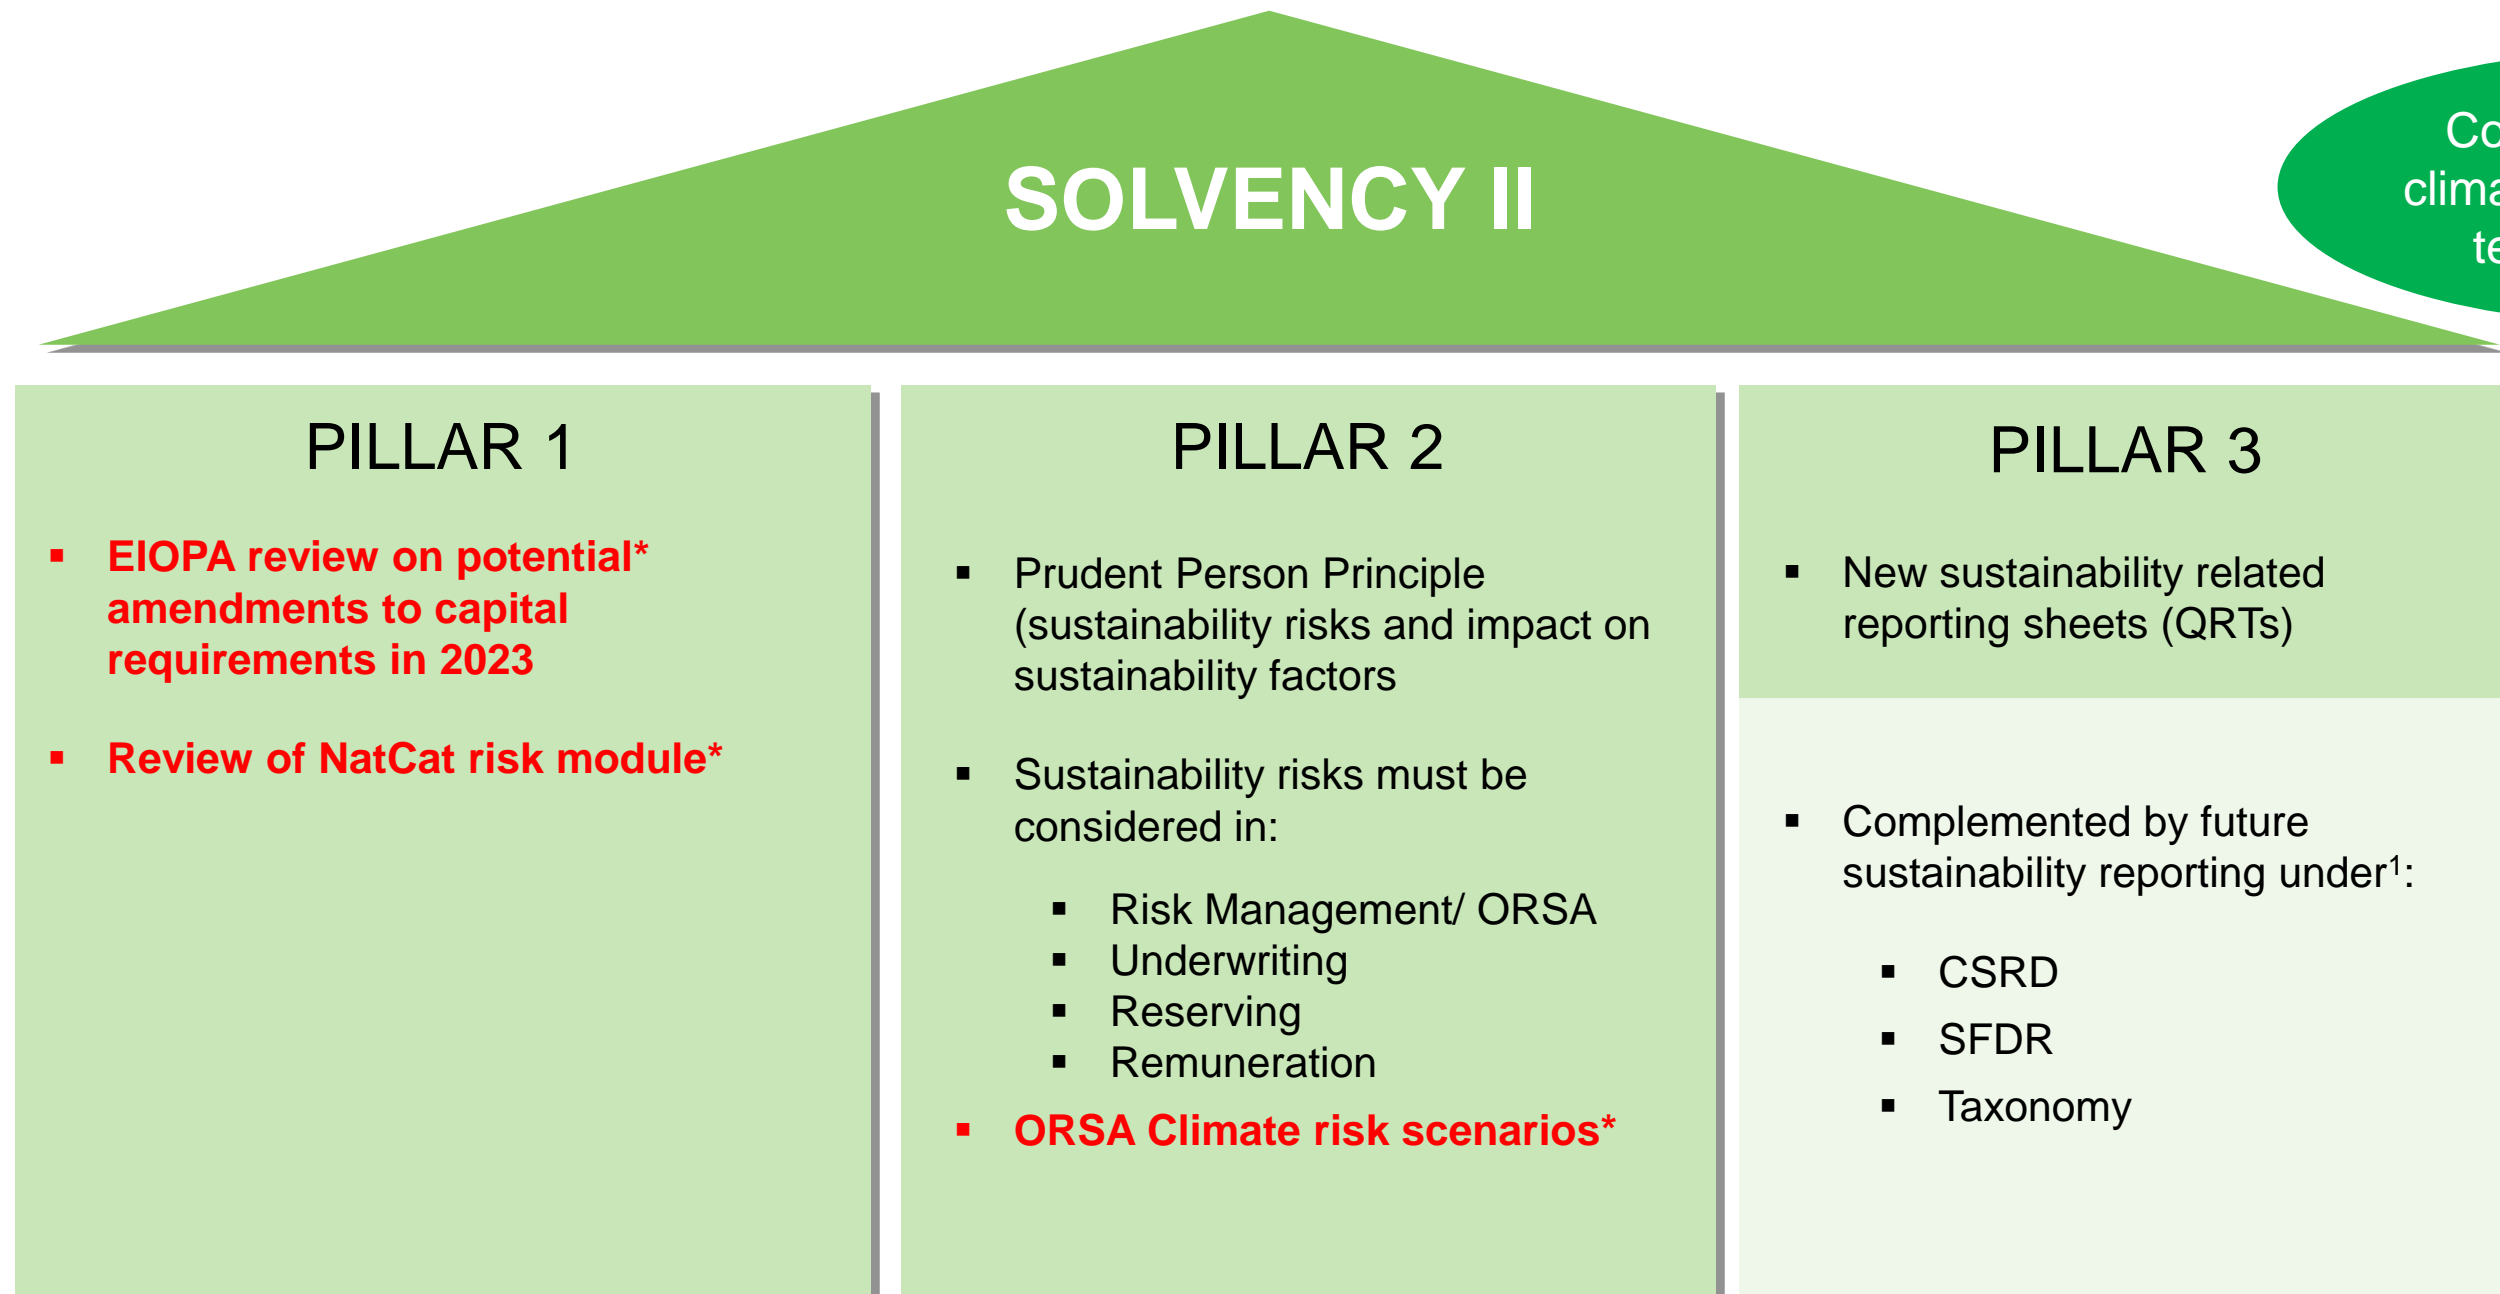 SOLVENCY II
PILLAR 1
▪ EIOPA review on potential*
amendments to capital
requirements in 2023
▪ Review of NatCat risk module*
PILLAR 2
▪ Prudent Person Principle
(sustainability risks and impact on
sustainability factors
▪ Sustainability risks must be
considered in:
▪ Risk Management/ ORSA
▪ Underwriting
▪ Reserving
▪ Remuneration
▪ ORSA Climate risk scenarios*
PILLAR 3
▪ New sustainability related
reporting sheets (QRTs)
▪ Complemented by future
sustainability reporting under¹:
▪ CSRD
▪ SFDR
▪ Taxonomy